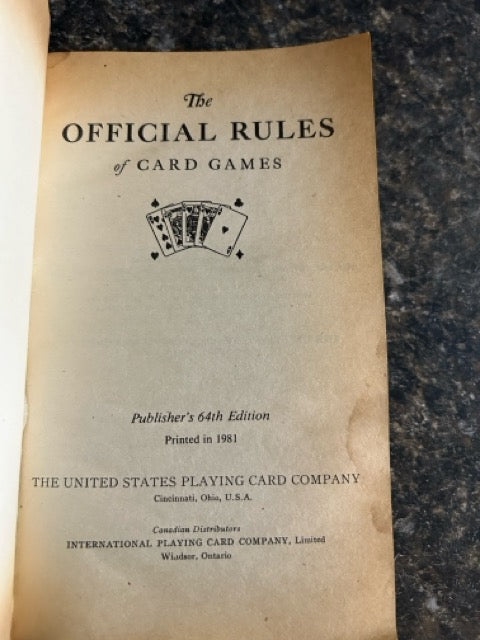 The
OFFICIAL RULES
of CARD GAMES
Publisher's 64th Edition
Printed in 1981
THE UNITED STATES PLAYING CARD COMPANY
Cincinnati, Ohio, U.S.A.
Canadian Distributors
INTERNATIONAL PLAYING CARD COMPANY, Limited
Windsor, Ontario